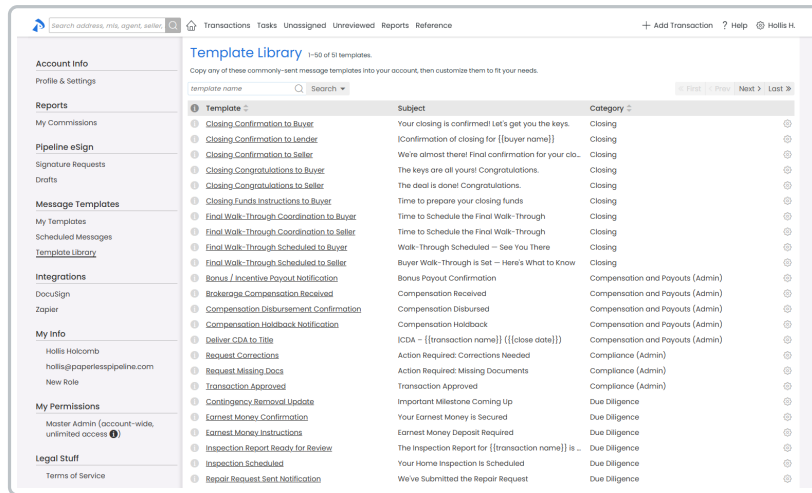 Search address, mls, agent, seller,
Transactions Tasks Unassigned Unreviewed Reports Reference
+ Add Transaction ? Help Hollis H.
Account Info
Profile & Settings
Reports
My Commissions
Pipeline eSign
Signature Requests
Drafts
Message Templates
My Templates
Scheduled Messages
Template Library
Integrations
DocuSign
Zapier
My Info
Hollis Holcomb
hollis@paperlesspipeline.com
New Role
My Permissions
Master Admin (account-wide,
unlimited access i)
Legal Stuff
Terms of Service
Template Library 1-50 of 51 templates.
Copy any of these commonly-sent message templates into your account, then customize them to fit your needs.
template name Search
< First < Prev Next > Last »
Template Subject Category
Closing Confirmation to Buyer Your closing is confirmed! Let's get you the keys. Closing
Closing Confirmation to Lender |Confirmation of closing for {{buyer name}} Closing
Closing Confirmation to Seller We're almost there! Final confirmation for your clo... Closing
Closing Congratulations to Buyer The keys are all yours! Congratulations. Closing
Closing Congratulations to Seller The deal is done! Congratulations. Closing
Closing Funds Instructions to Buyer Time to prepare your closing funds Closing
Final Walk-Through Coordination to Buyer Time to Schedule the Final Walk-Through Closing
Final Walk-Through Coordination to Seller Time to Schedule the Final Walk-Through Closing
Final Walk-Through Scheduled to Buyer Walk-Through Scheduled — See You There Closing
Final Walk-Through Scheduled to Seller Buyer Walk-Through is Set — Here's What to Know Closing
Bonus / Incentive Payout Notification Bonus Payout Confirmation Compensation and Payouts (Admin)
Brokerage Compensation Received Compensation Received Compensation and Payouts (Admin)
Compensation Disbursement Confirmation Compensation Disbursed Compensation and Payouts (Admin)
Compensation Holdback Notification Compensation Holdback Compensation and Payouts (Admin)
Deliver CDA to Title |CDA – {{transaction name}} ({{close date}}) Compensation and Payouts (Admin)
Request Corrections Action Required: Corrections Needed Compliance (Admin)
Request Missing Docs Action Required: Missing Documents Compliance (Admin)
Transaction Approved Transaction Approved Compliance (Admin)
Contingency Removal Update Important Milestone Coming Up Due Diligence
Earnest Money Confirmation Your Earnest Money is Secured Due Diligence
Earnest Money Instructions Earnest Money Deposit Required Due Diligence
Inspection Report Ready for Review The Inspection Report for {{transaction name}} is ... Due Diligence
Inspection Scheduled Your Home Inspection Is Scheduled Due Diligence
Repair Request Sent Notification We've Submitted the Repair Request Due Diligence